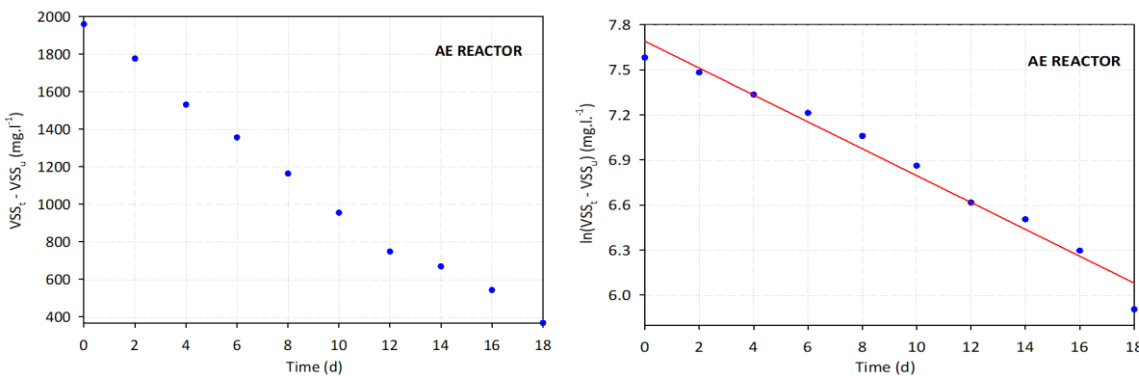 2000
1800
1600
1400
1200
1000
800
600
400
VSSt - VSSu (mg.l-1)
AE REACTOR
0 2 4 6 8 10 12 14 16 18
Time (d)
7.8
7.5
7.2
6.9
6.6
6.3
6.0
ln(VSSt - VSSu) (mg.l.-1)
AE REACTOR
0 2 4 6 8 10 12 14 16 18
Time (d)